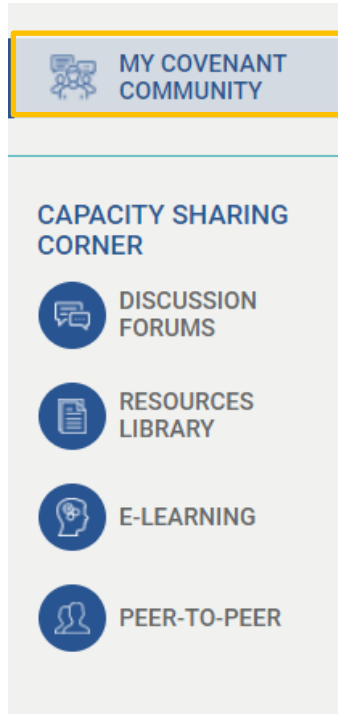 MY COVENANT
COMMUNITY
CAPACITY SHARING
CORNER
DISCUSSION
FORUMS
RESOURCES
LIBRARY
E-LEARNING
PEER-TO-PEER